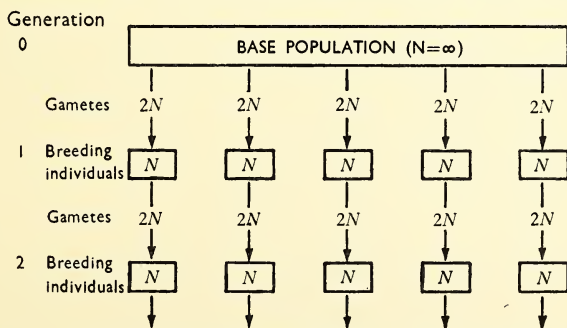 Generation
0 BASE POPULATION (N=∞)
Gametes 2N 2N 2N 2N 2N
1 Breeding individuals N N N N N
Gametes 2N 2N 2N 2N 2N
2 Breeding individuals N N N N N